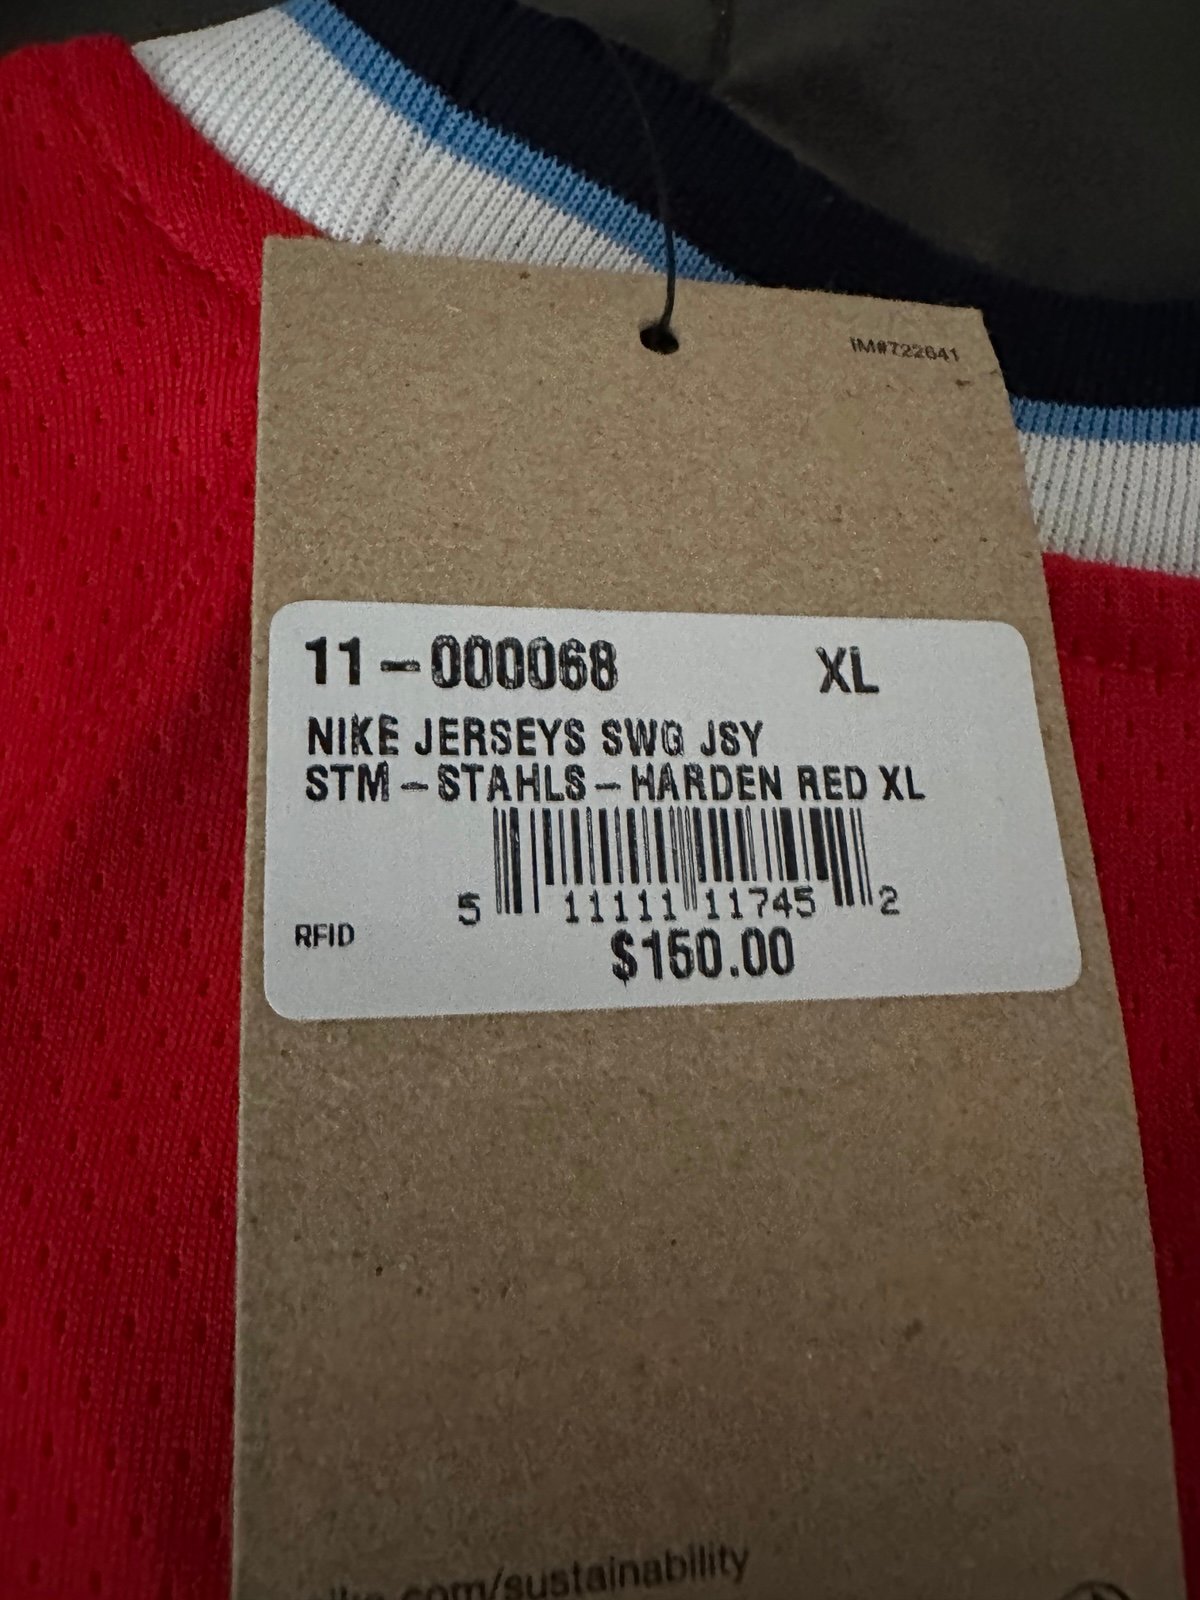 IM#722641
11-000068 XL
NIKE JERSEYS SWG JSY
STM-STAHLS-HARDEN RED XL
5 11111 11745 2
RFID
$150.00
nike.com/sustainability